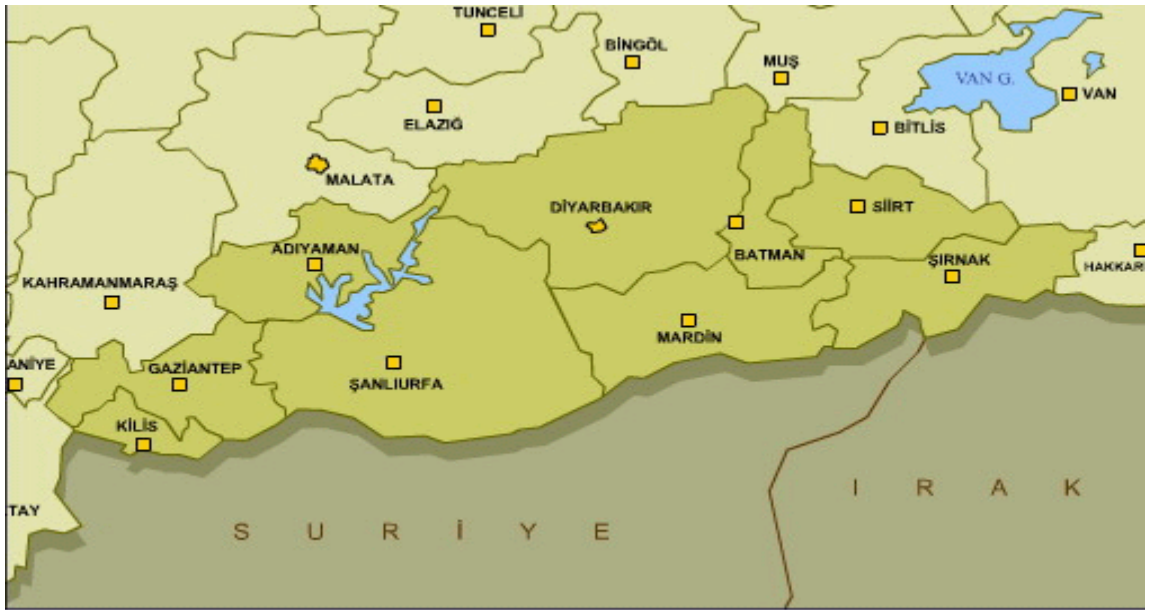 TUNCELİ
BİNGÖL
MUŞ
VAN G.
VAN
ELAZIĞ
BİTLİS
MALATA
DİYARBAKIR
SİİRT
ADIYAMAN
BATMAN
ŞIRNAK
HAKKARİ
KAHRAMANMARAŞ
MARDİN
ANİYE
GAZİANTEP
ŞANLIURFA
KİLİS
I R A K
TAY
S U R İ Y E